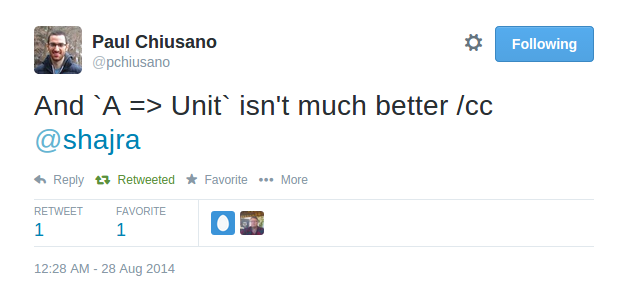 Paul Chiusano
@pchiusano
Following
And `A => Unit` isn't much better /cc
@shajra
Reply Retweeted Favorite More
RETWEET FAVORITE
1 1
12:28 AM - 28 Aug 2014